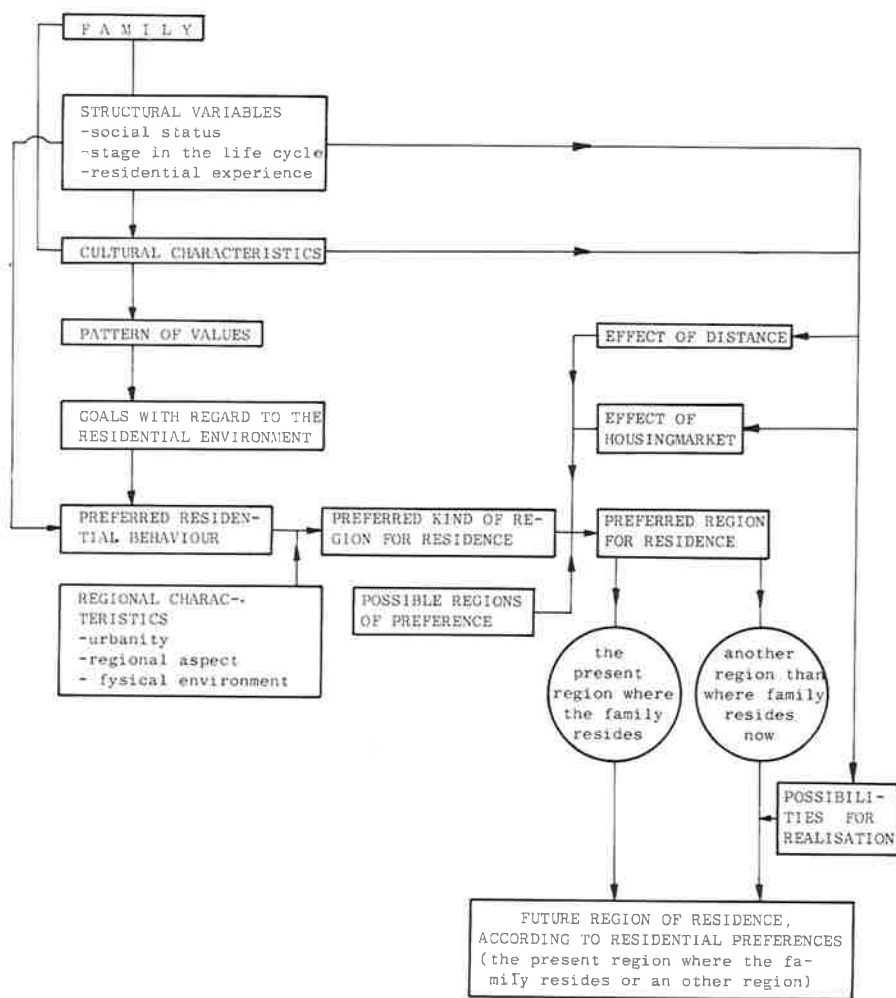 F A M I L Y
STRUCTURAL VARIABLES
-social status
-stage in the life cycle
-residential experience
CULTURAL CHARACTERISTICS
PATTERN OF VALUES
EFFECT OF DISTANCE
GOALS WITH REGARD TO THE
RESIDENTIAL ENVIRONMENT
EFFECT OF
HOUSINGMARKET
PREFERRED RESIDEN-
TIAL BEHAVIOUR
PREFERRED KIND OF RE-
GION FOR RESIDENCE
PREFERRED REGION
FOR RESIDENCE
REGIONAL CHARAC-
TERISTICS
-urbanity
-regional aspect
- fysical environment
POSSIBLE REGIONS
OF PREFERENCE
the
present
region where
the family
resides
another
region than
where family
resides
now
POSSIBILI-
TIES FOR
REALISATION
FUTURE REGION OF RESIDENCE,
ACCORDING TO RESIDENTIAL PREFERENCES
(the present region where the fa-
mily resides or an other region)